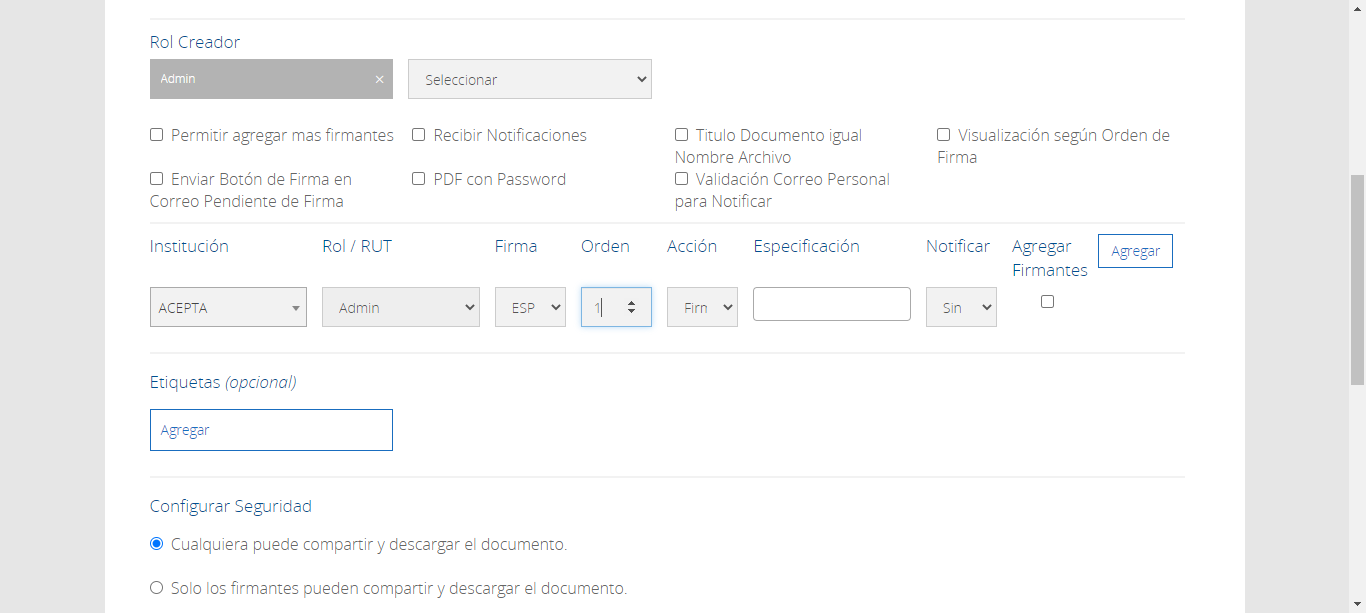 Rol Creador
Admin × Seleccionar
Permitir agregar mas firmantes Recibir Notificaciones Titulo Documento igual Visualización según Orden de
Nombre Archivo Firma
Enviar Botón de Firma en PDF con Password Validación Correo Personal
Correo Pendiente de Firma para Notificar
Institución Rol / RUT Firma Orden Acción Especificación Notificar Agregar Agregar
Firmantes
ACEPTA Admin ESP 1 Firn Sin
Etiquetas (opcional)
Agregar
Configurar Seguridad
Cualquiera puede compartir y descargar el documento.
Solo los firmantes pueden compartir y descargar el documento.